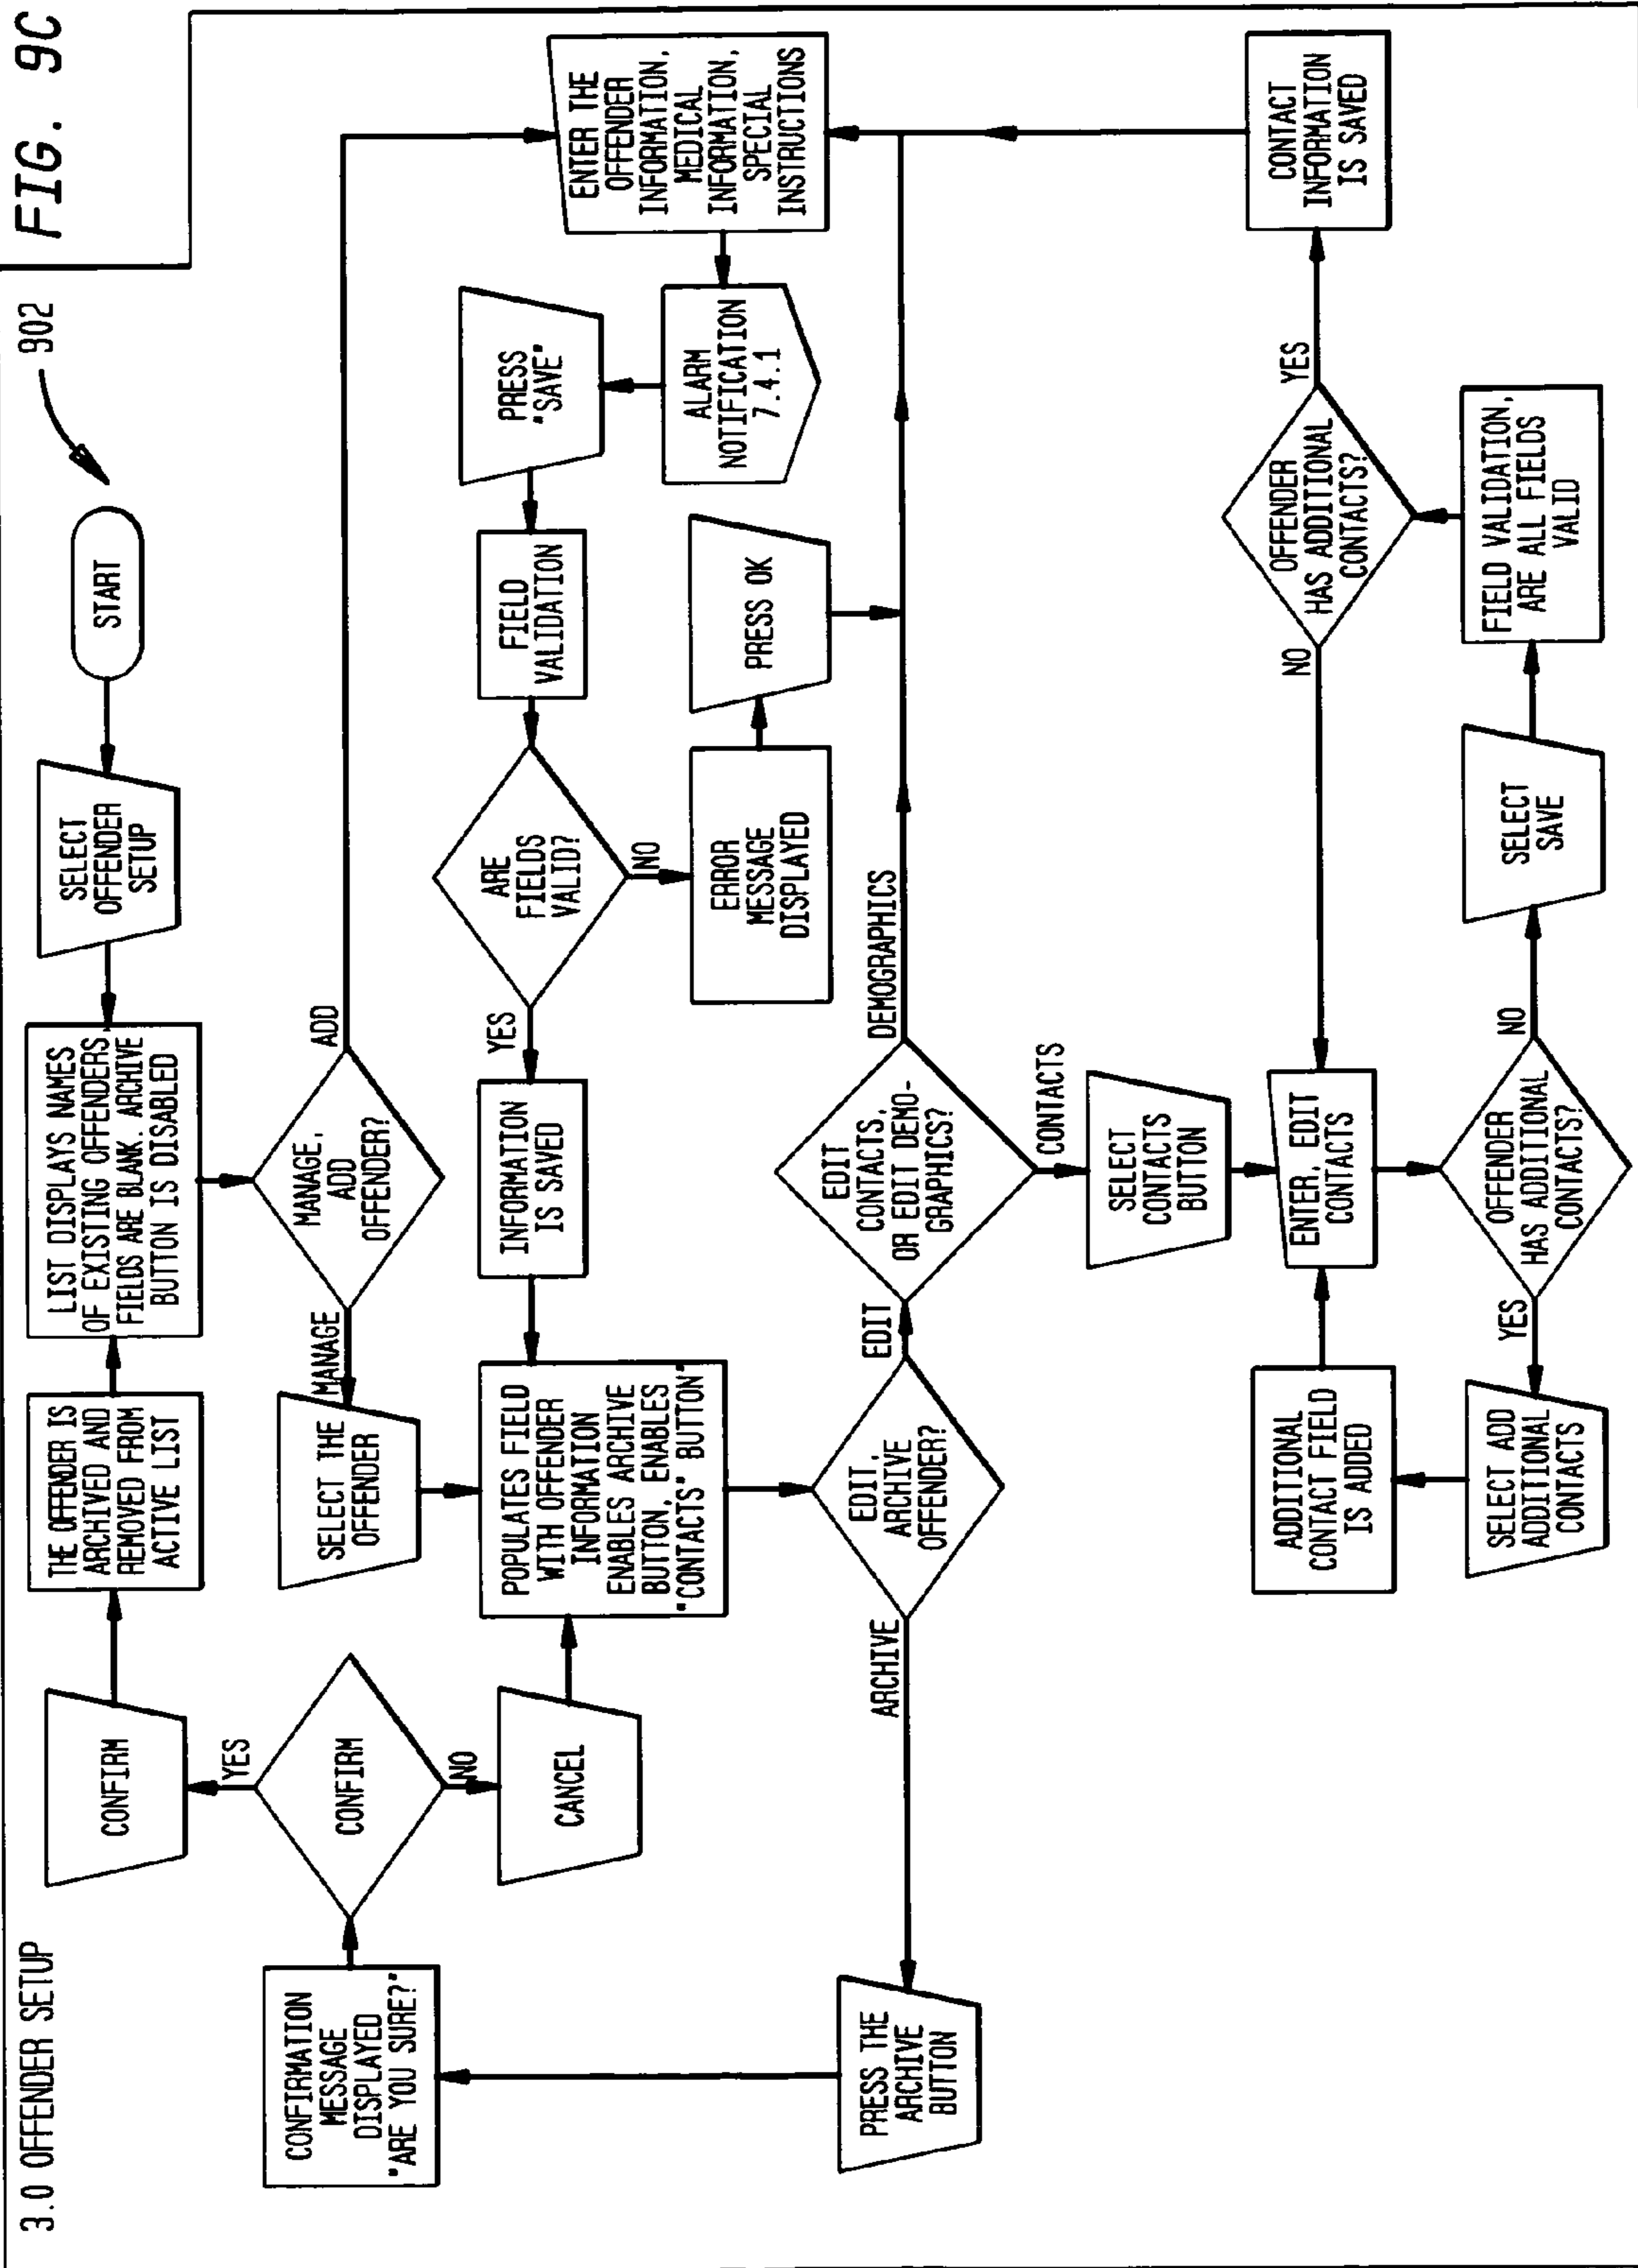 FIG. 9C
3.0 OFFENDER SETUP
902
START
SELECT
OFFENDER
SETUP
LIST DISPLAYS NAMES
OF EXISTING OFFENDERS,
FIELDS ARE BLANK. ARCHIVE
BUTTON IS DISABLED
THE OFFENDER IS
ARCHIVED AND
REMOVED FROM
ACTIVE LIST
CONFIRM
YES
CONFIRM
NO
CANCEL
CONFIRMATION
MESSAGE
DISPLAYED
"ARE YOU SURE?"
MANAGE,
ADD
OFFENDER?
ADD
MANAGE
SELECT THE
OFFENDER
ENTER THE
OFFENDER
INFORMATION,
MEDICAL
INFORMATION,
SPECIAL
INSTRUCTIONS
ALARM
NOTIFICATION
7.4.1
PRESS
"SAVE"
FIELD
VALIDATION
ARE
FIELDS
VALID?
NO
ERROR
MESSAGE
DISPLAYED
PRESS OK
YES
INFORMATION
IS SAVED
POPULATES FIELD
WITH OFFENDER
INFORMATION
ENABLES ARCHIVE
BUTTON, ENABLES
"CONTACTS" BUTTON"
EDIT,
ARCHIVE
OFFENDER?
ARCHIVE
PRESS THE
ARCHIVE
BUTTON
EDIT
EDIT
CONTACTS,
OR EDIT DEMO-
GRAPHICS?
DEMOGRAPHICS
CONTACTS
SELECT
CONTACTS
BUTTON
ENTER, EDIT
CONTACTS
OFFENDER
HAS ADDITIONAL
CONTACTS?
YES
SELECT ADD
ADDITIONAL
CONTACTS
ADDITIONAL
CONTACT FIELD
IS ADDED
NO
SELECT
SAVE
FIELD VALIDATION,
ARE ALL FIELDS
VALID
OFFENDER
HAS ADDITIONAL
CONTACTS?
NO
YES
CONTACT
INFORMATION
IS SAVED